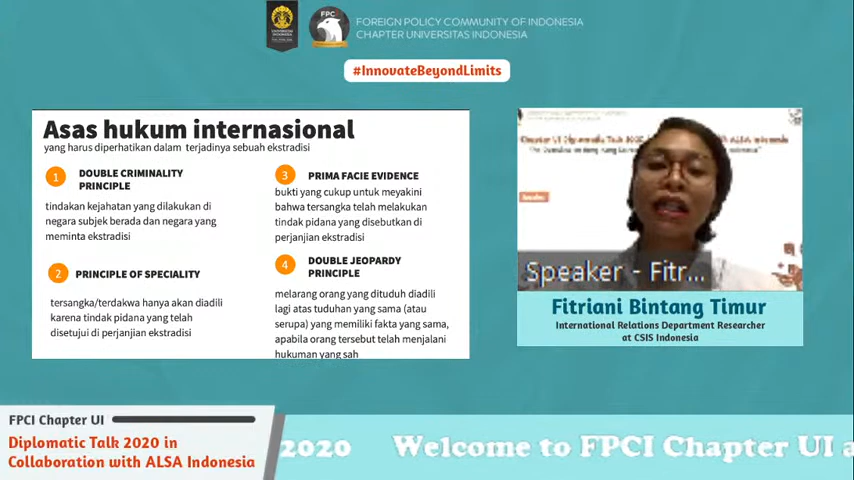 FPC
FOREIGN POLICY COMMUNITY OF INDONESIA
CHAPTER UNIVERSITAS INDONESIA
#InnovateBeyondLimits
Asas hukum internasional
yang harus diperhatikan dalam terjadinya sebuah ekstradisi
1 DOUBLE CRIMINALITY
PRINCIPLE
tindakan kejahatan yang dilakukan di
negara subjek berada dan negara yang
meminta ekstradisi
2 PRINCIPLE OF SPECIALITY
tersangka/terdakwa hanya akan diadili
karena tindak pidana yang telah
disetujui di perjanjian ekstradisi
3 PRIMA FACIE EVIDENCE
bukti yang cukup untuk meyakini
bahwa tersangka telah melakukan
tindak pidana yang disebutkan di
perjanjian ekstradisi
4 DOUBLE JEOPARDY
PRINCIPLE
melarang orang yang dituduh diadili
lagi atas tuduhan yang sama (atau
serupa) yang memiliki fakta yang sama,
apabila orang tersebut telah menjalani
hukuman yang sah
Speaker - Fitr...
Fitriani Bintang Timur
International Relations Department Researcher
at CSIS Indonesia
FPCI Chapter UI
Diplomatic Talk 2020 in
Collaboration with ALSA Indonesia
2020 Welcome to FPCI Chapter UI a